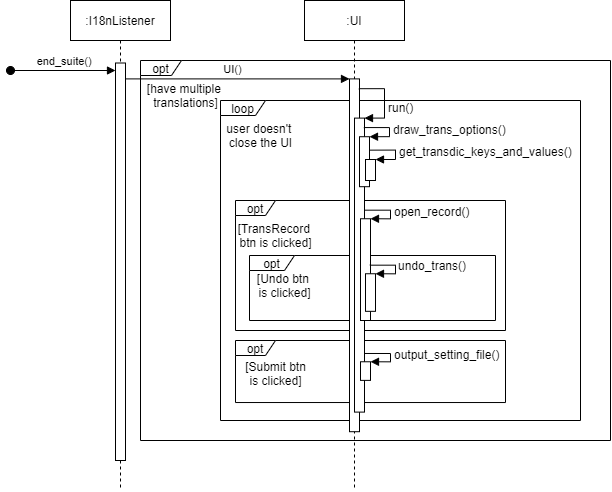 :I18nListener
:UI
end_suite()
opt
UI()
[have multiple
translations]
loop
run()
user doesn't
close the UI
draw_trans_options()
get_transdic_keys_and_values()
opt
open_record()
[TransRecord
btn is clicked]
opt
undo_trans()
[Undo btn
is clicked]
opt
output_setting_file()
[Submit btn
is clicked]